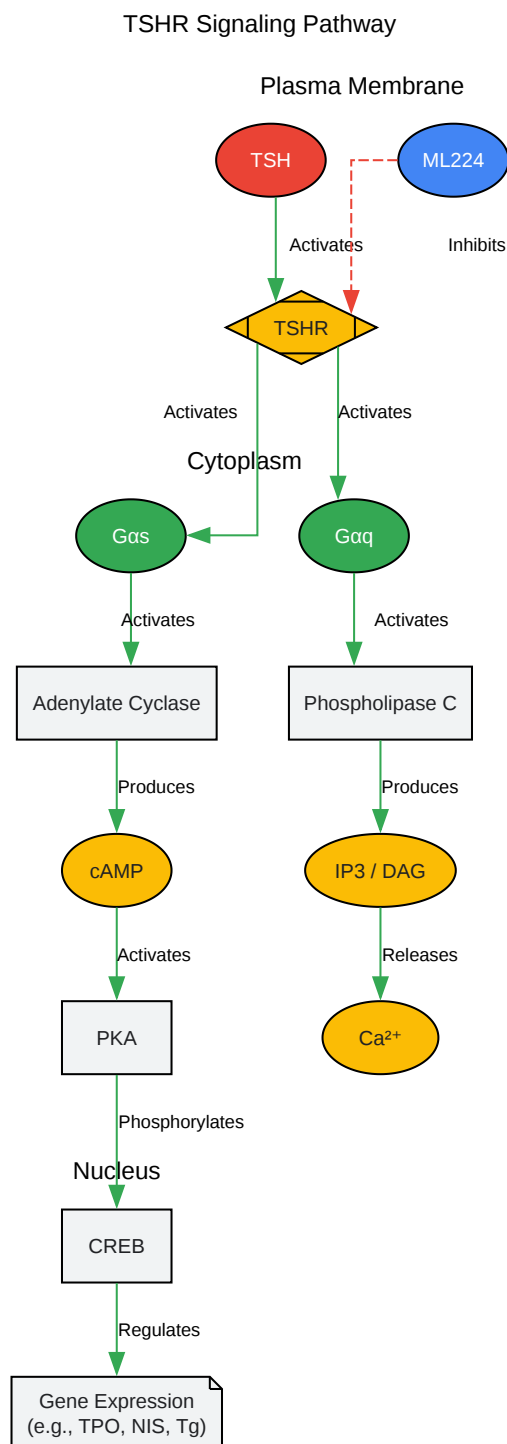 TSHR Signaling Pathway
Plasma Membrane
TSH
ML224
Activates
Inhibits
TSHR
Activates
Activates
Cytoplasm
Gαs
Gαq
Activates
Activates
Adenylate Cyclase
Phospholipase C
Produces
Produces
cAMP
IP3 / DAG
Activates
Releases
PKA
Ca²⁺
Phosphorylates
Nucleus
CREB
Regulates
Gene Expression
(e.g., TPO, NIS, Tg)